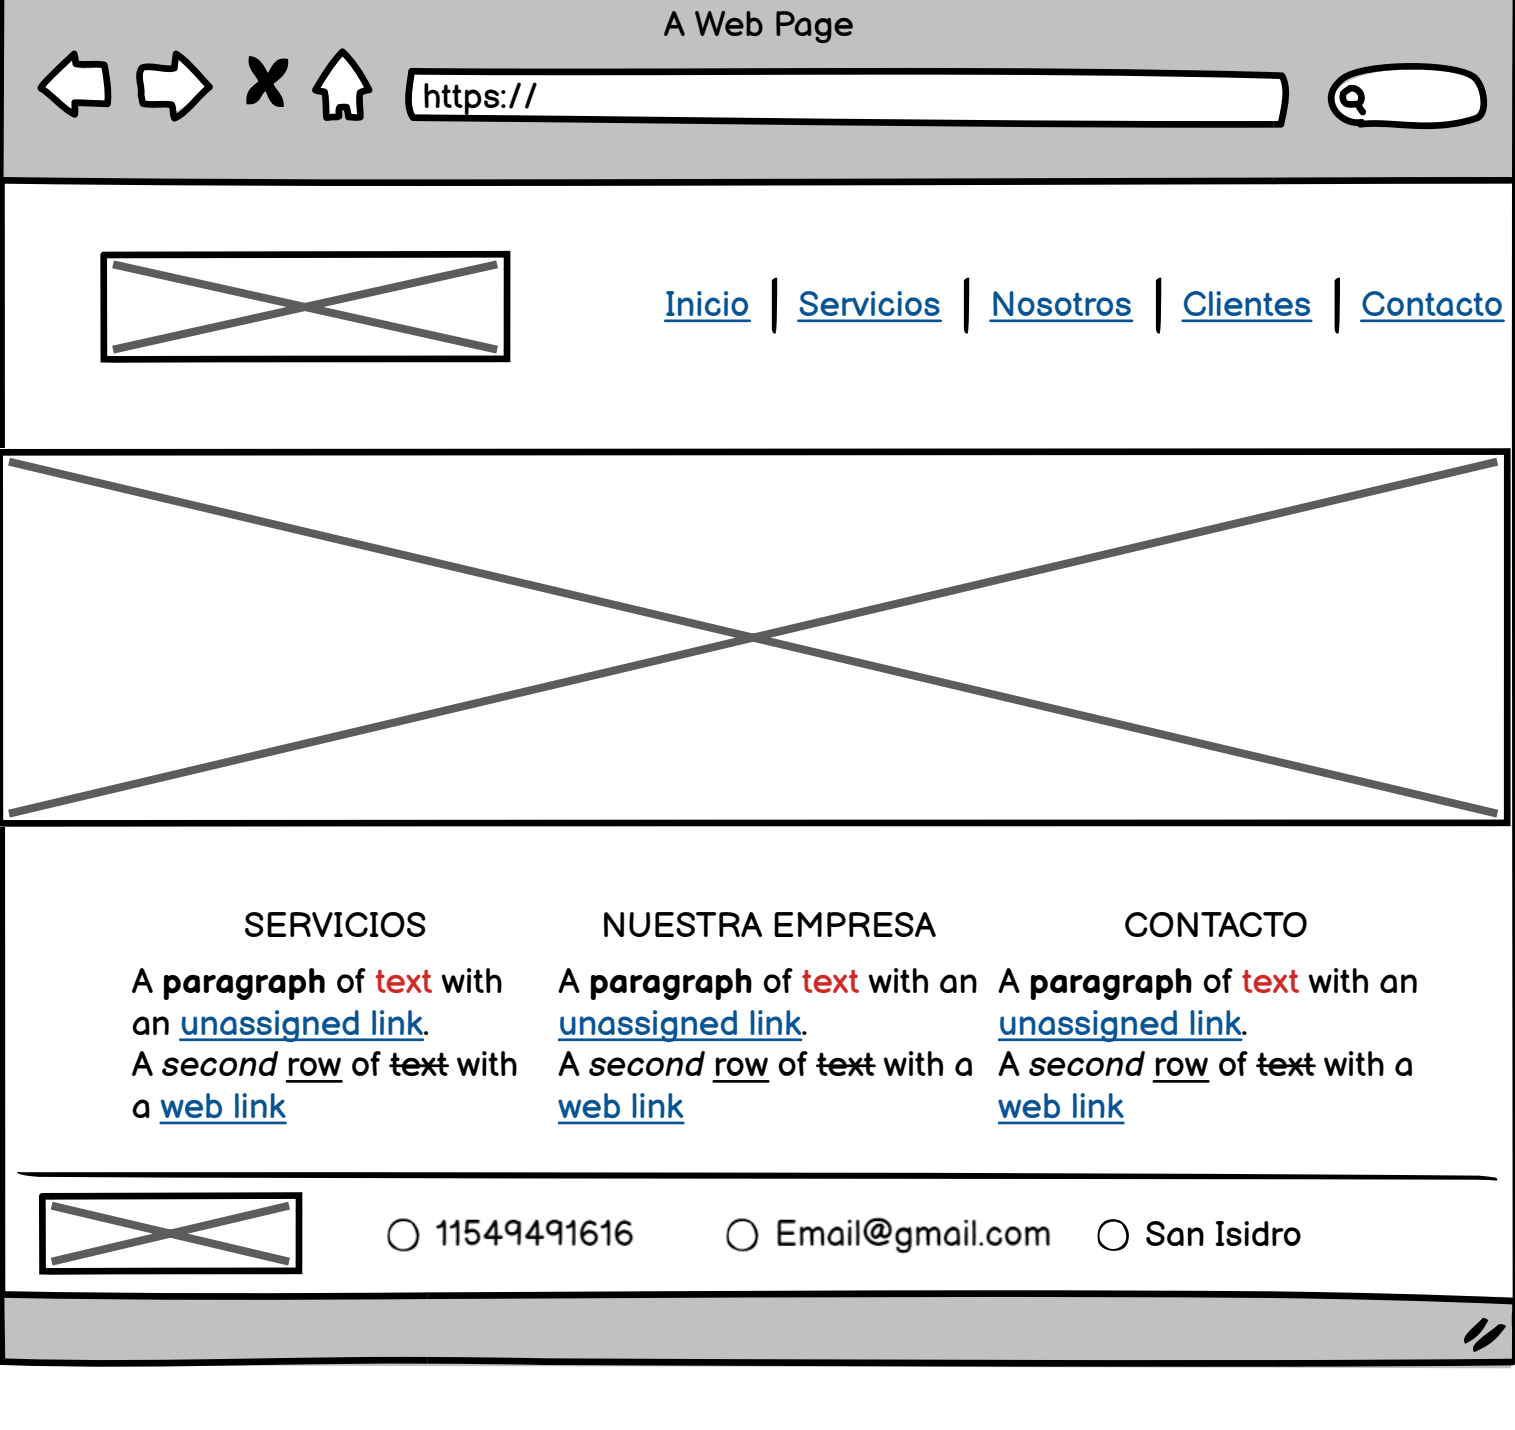 A Web Page
https://
Inicio | Servicios | Nosotros | Clientes | Contacto
SERVICIOS
A paragraph of text with
an unassigned link.
A second row of text with
a web link
NUESTRA EMPRESA
A paragraph of text with an
unassigned link.
A second row of text with a
web link
CONTACTO
A paragraph of text with an
unassigned link.
A second row of text with a
web link
11549491616
Email@gmail.com
San Isidro